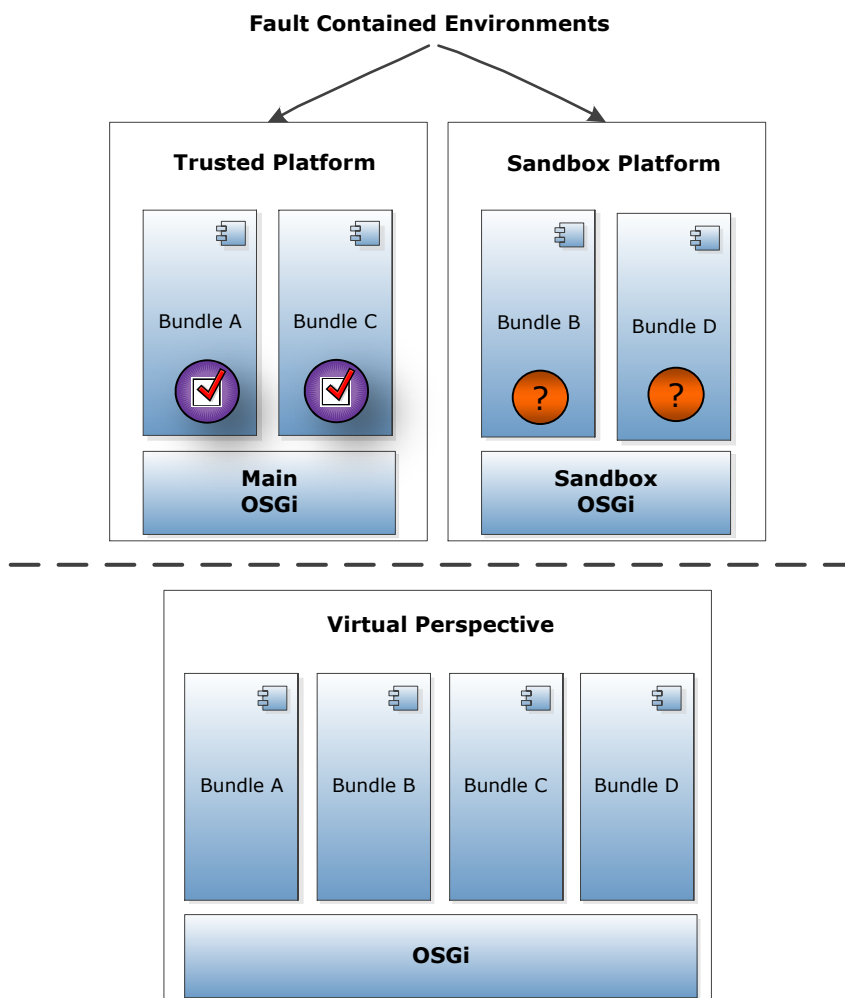 Fault Contained Environments
Trusted Platform
Bundle A
Bundle C
Main
OSGi
Sandbox Platform
Bundle B
?
Bundle D
?
Sandbox
OSGi
Virtual Perspective
Bundle A
Bundle B
Bundle C
Bundle D
OSGi